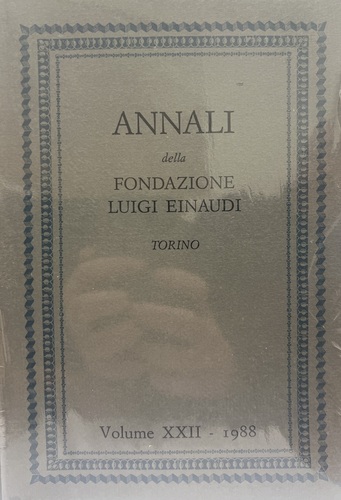 ANNALI
della
FONDAZIONE
LUIGI EINAUDI
TORINO
Volume XXII - 1988